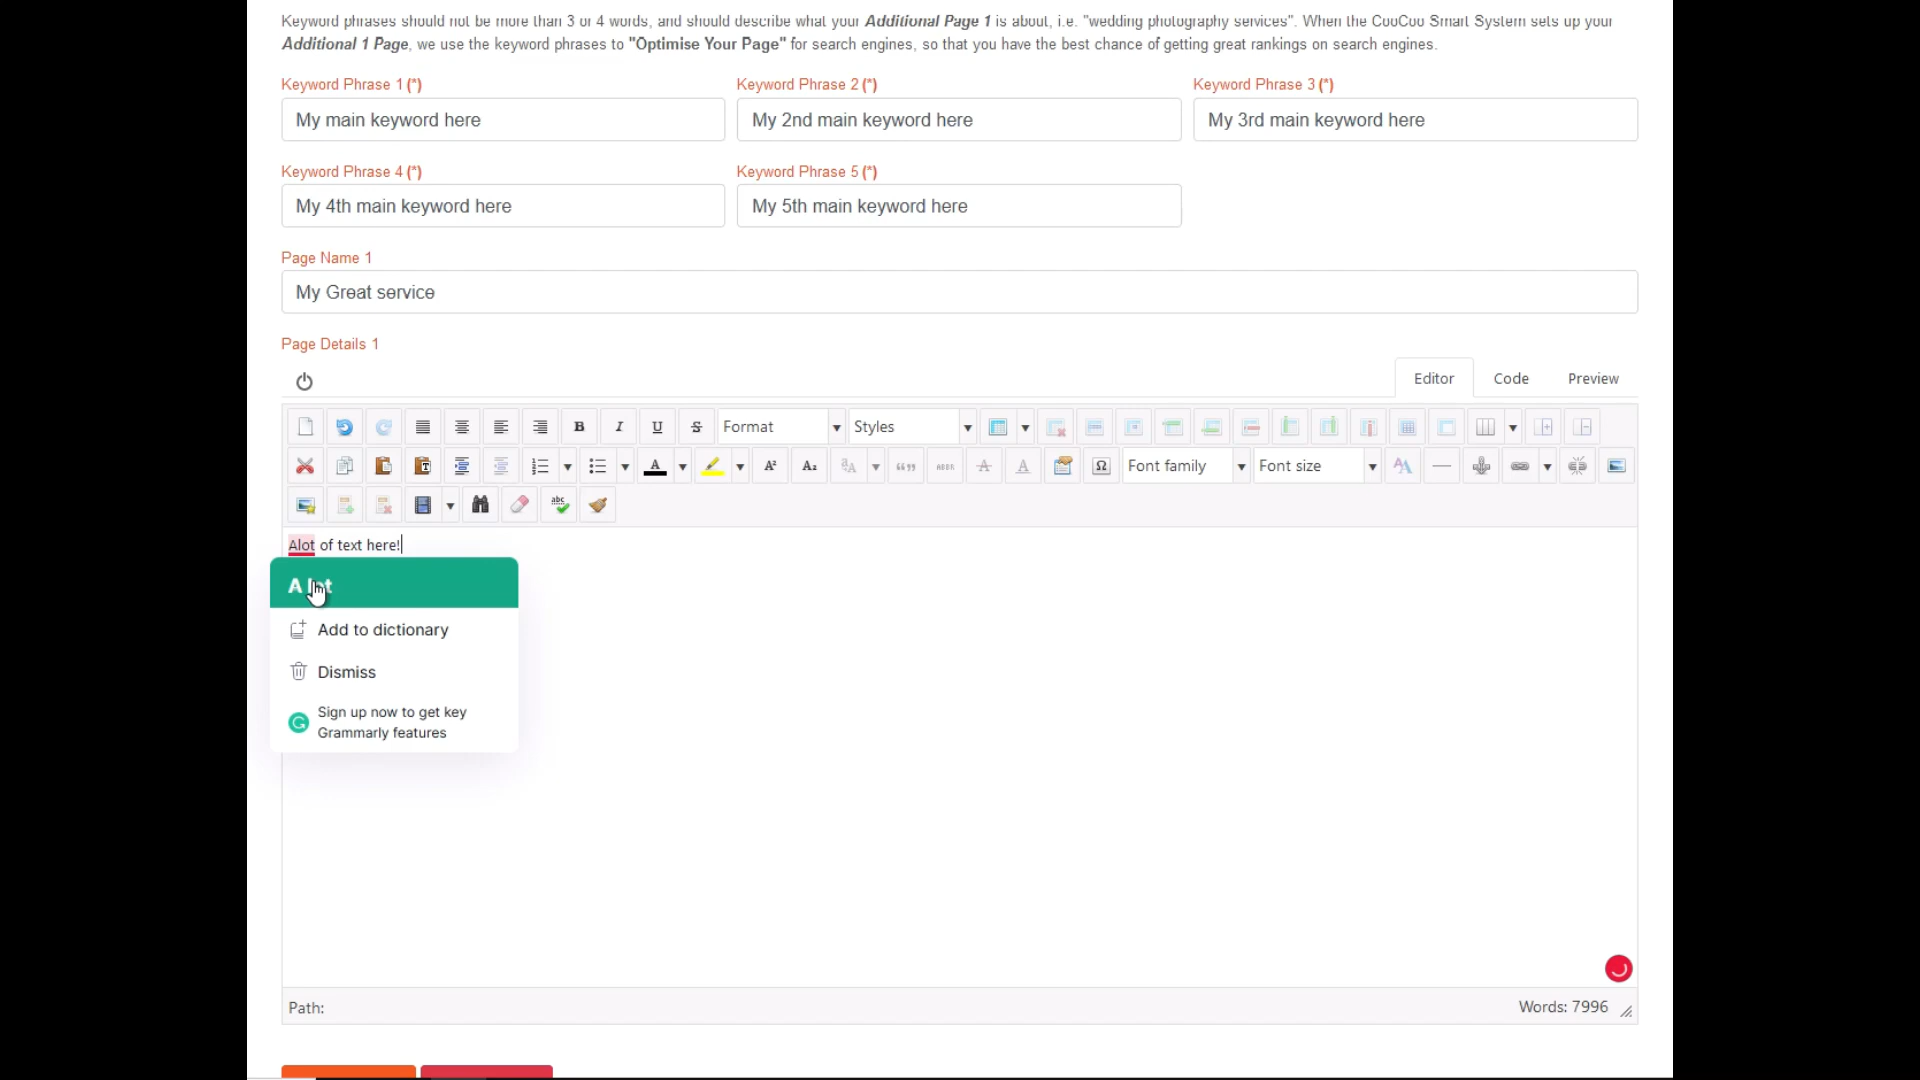 Keyword phrases should not be more than 3 or 4 words, and should describe what your Additional Page 1 is about, i.e. "wedding photography services". When the CooCoo Smart System sets up your
Additional 1 Page, we use the keyword phrases to "Optimise Your Page" for search engines, so that you have the best chance of getting great rankings on search engines.
Keyword Phrase 1 (*) Keyword Phrase 2 (*) Keyword Phrase 3 (*)
My main keyword here My 2nd main keyword here My 3rd main keyword here
Keyword Phrase 4 (*) Keyword Phrase 5 (*)
My 4th main keyword here My 5th main keyword here
Page Name 1
My Great service
Page Details 1
Editor Code Preview
Format Styles
Font family Font size
Alot of text here!
A lot
Add to dictionary
Dismiss
Sign up now to get key
Grammarly features
Path: Words: 7996